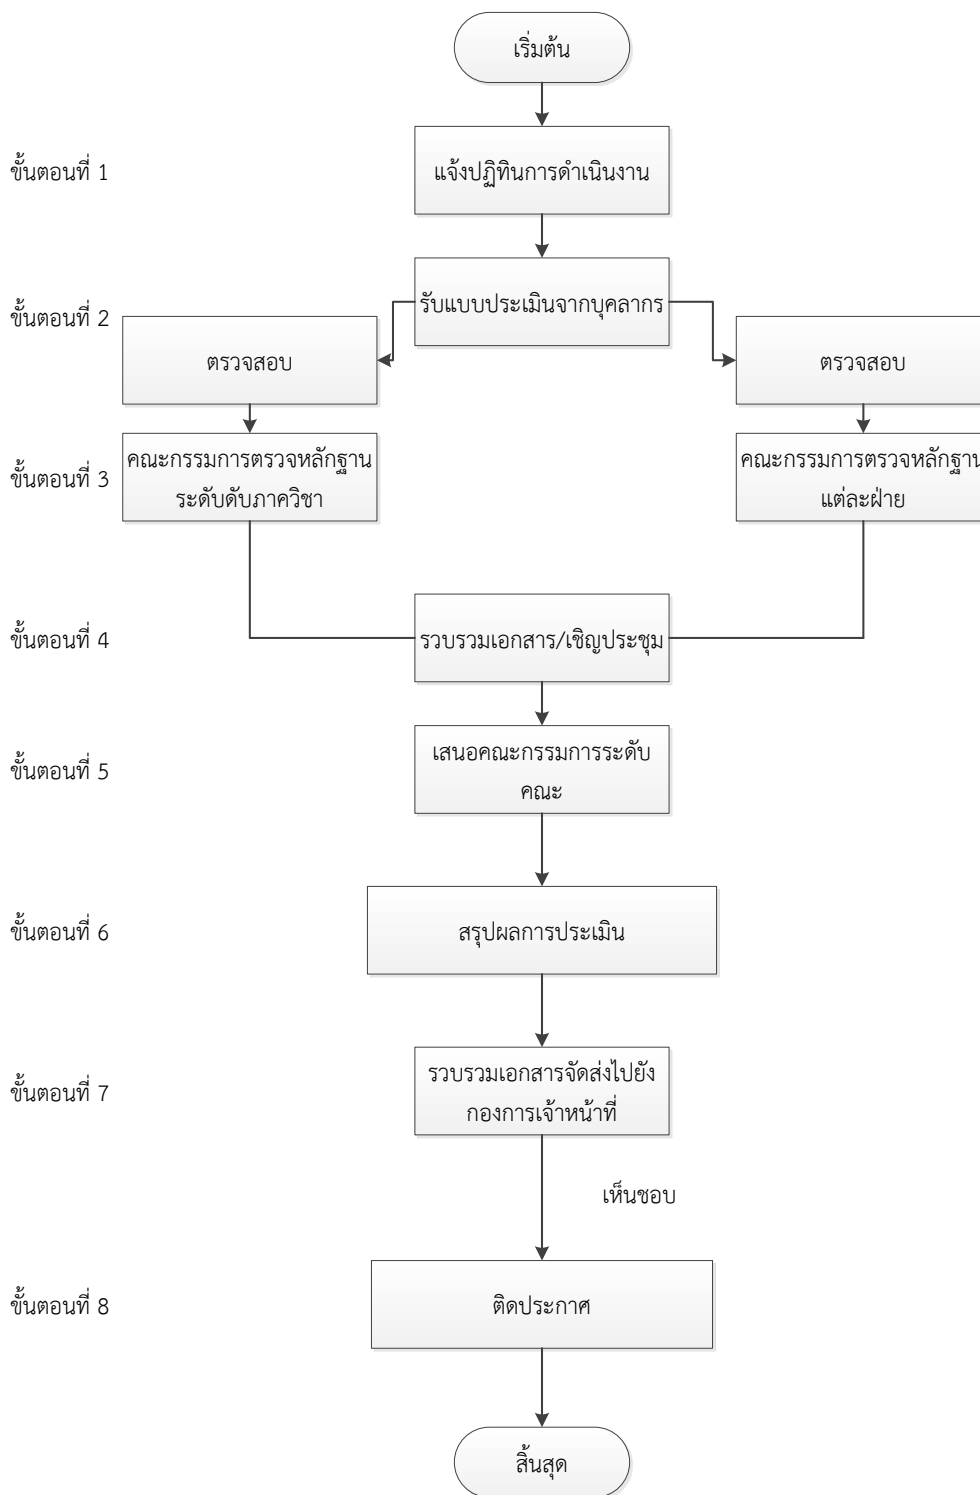 เริ่มต้น
ขั้นตอนที่ 1
แจ้งปฏิทินการดำเนินงาน
ขั้นตอนที่ 2
รับแบบประเมินจากบุคลากร
ตรวจสอบ
ตรวจสอบ
ขั้นตอนที่ 3
คณะกรรมการตรวจหลักฐาน
ระดับดับภาควิชา
คณะกรรมการตรวจหลักฐาน
แต่ละฝ่าย
ขั้นตอนที่ 4
รวบรวมเอกสาร/เชิญประชุม
ขั้นตอนที่ 5
เสนอคณะกรรมการระดับ
คณะ
ขั้นตอนที่ 6
สรุปผลการประเมิน
ขั้นตอนที่ 7
รวบรวมเอกสารจัดส่งไปยัง
กองการเจ้าหน้าที่
เห็นชอบ
ขั้นตอนที่ 8
ติดประกาศ
สิ้นสุด